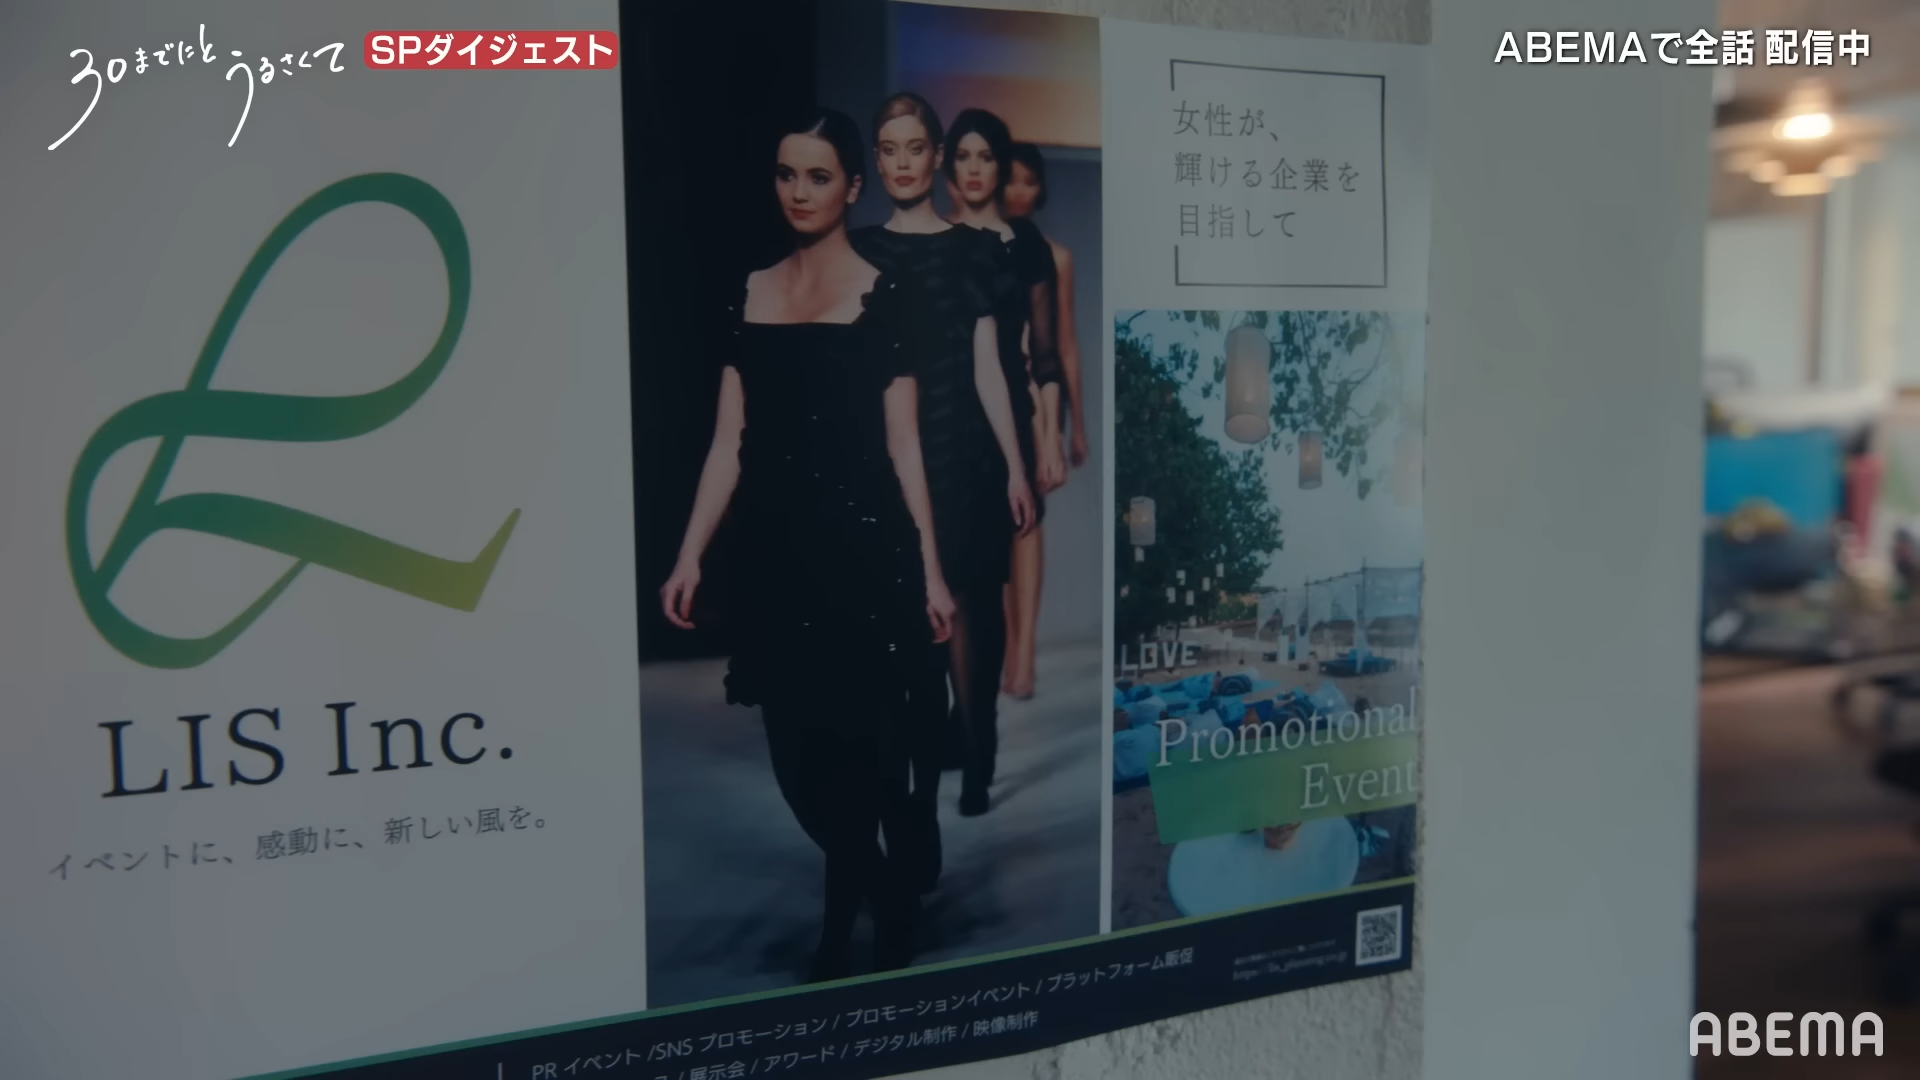 30までにとうるさくて
SPダイジェスト
ABEMAで全話 配信中
女性が、
輝ける企業を
目指して
LIS Inc.
イベントに、感動に、新しい風を。
LOVE
Promotional
Event
PR イベント /SNS プロモーション / プロモーションイベント / プラットフォーム販促
/ 展示会 / アワード / デジタル制作 / 映像制作
ABEMA